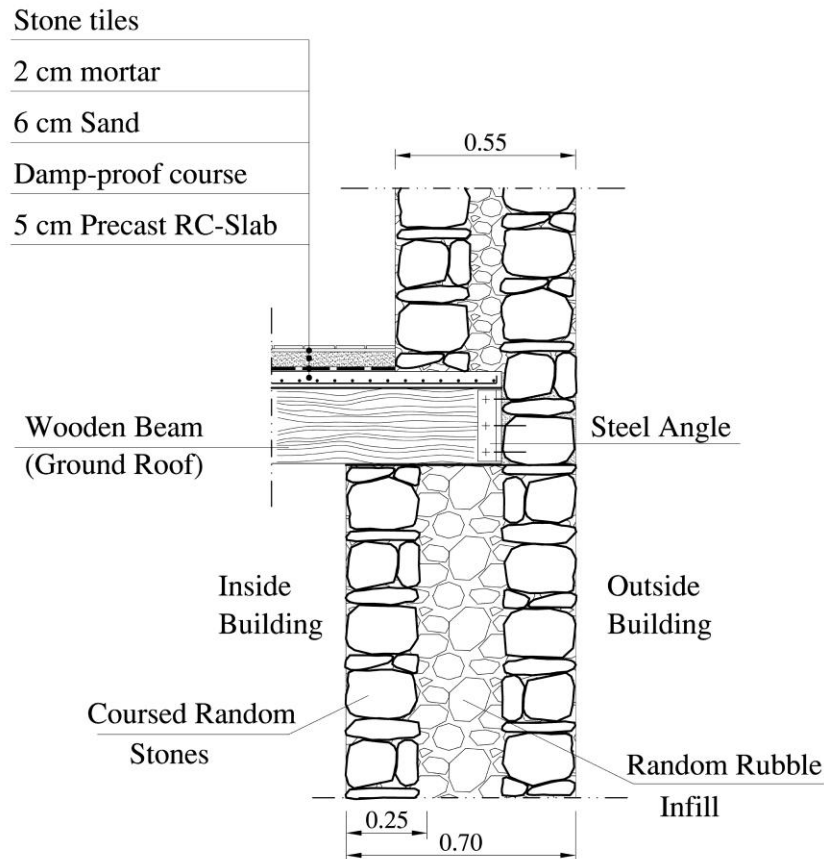 Stone tiles
2 cm mortar
6 cm Sand
Damp-proof course
5 cm Precast RC-Slab
0.55
Wooden Beam
(Ground Roof)
Steel Angle
Inside
Building
Outside
Building
Coursed Random
Stones
Random Rubble
Infill
0.25
0.70